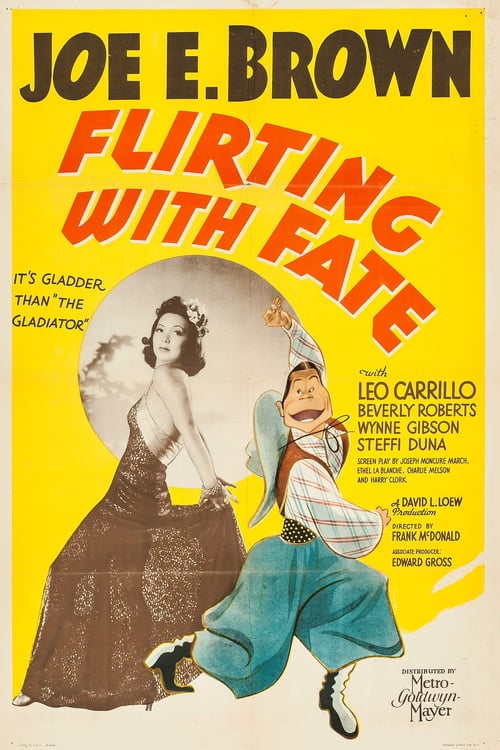 JOE E. BROWN
FLIRTING
WITH FATE
IT'S GLADDER
THAN "THE
GLADIATOR"
with
LEO CARRILLO
BEVERLY ROBERTS
WYNNE GIBSON
STEFFI DUNA
SCREEN PLAY BY JOSEPH MONCURE MARCH,
ETHEL LA BLANCHE, CHARLIE MELSON
AND HARRY CLORK.
A DAVID L. LOEW
Production
DIRECTED BY
FRANK McDONALD
ASSOCIATE PRODUCER:
EDWARD GROSS
DISTRIBUTED BY
Metro-
Goldwyn-
Mayer